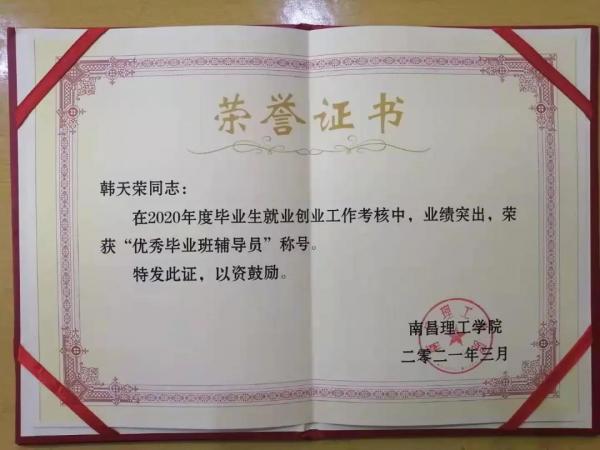 荣誉证书
韩天荣同志：
在2020年度毕业生就业创业工作考核中，业绩突出，荣
获“优秀毕业班辅导员”称号。
特发此证，以资鼓励。
南昌理工学院
二零二一年三月